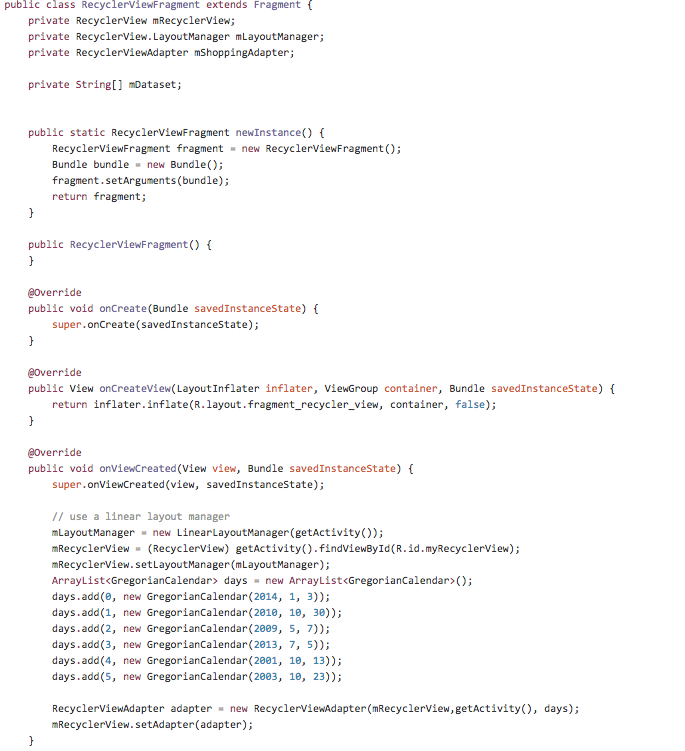 public class RecyclerViewFragment extends Fragment {
    private RecyclerView mRecyclerView;
    private RecyclerView.LayoutManager mLayoutManager;
    private RecyclerViewAdapter mShoppingAdapter;

    private String[] mDataset;


    public static RecyclerViewFragment newInstance() {
        RecyclerViewFragment fragment = new RecyclerViewFragment();
        Bundle bundle = new Bundle();
        fragment.setArguments(bundle);
        return fragment;
    }

    public RecyclerViewFragment() {
    }

    @Override
    public void onCreate(Bundle savedInstanceState) {
        super.onCreate(savedInstanceState);
    }

    @Override
    public View onCreateView(LayoutInflater inflater, ViewGroup container, Bundle savedInstanceState) {
        return inflater.inflate(R.layout.fragment_recycler_view, container, false);
    }

    @Override
    public void onViewCreated(View view, Bundle savedInstanceState) {
        super.onViewCreated(view, savedInstanceState);

        // use a linear layout manager
        mLayoutManager = new LinearLayoutManager(getActivity());
        mRecyclerView = (RecyclerView) getActivity().findViewById(R.id.myRecyclerView);
        mRecyclerView.setLayoutManager(mLayoutManager);
        ArrayList<GregorianCalendar> days = new ArrayList<GregorianCalendar>();
        days.add(0, new GregorianCalendar(2014, 1, 3));
        days.add(1, new GregorianCalendar(2010, 10, 30));
        days.add(2, new GregorianCalendar(2009, 5, 7));
        days.add(3, new GregorianCalendar(2013, 7, 5));
        days.add(4, new GregorianCalendar(2001, 10, 13));
        days.add(5, new GregorianCalendar(2003, 10, 23));

        RecyclerViewAdapter adapter = new RecyclerViewAdapter(mRecyclerView,getActivity(), days);
        mRecyclerView.setAdapter(adapter);
    }